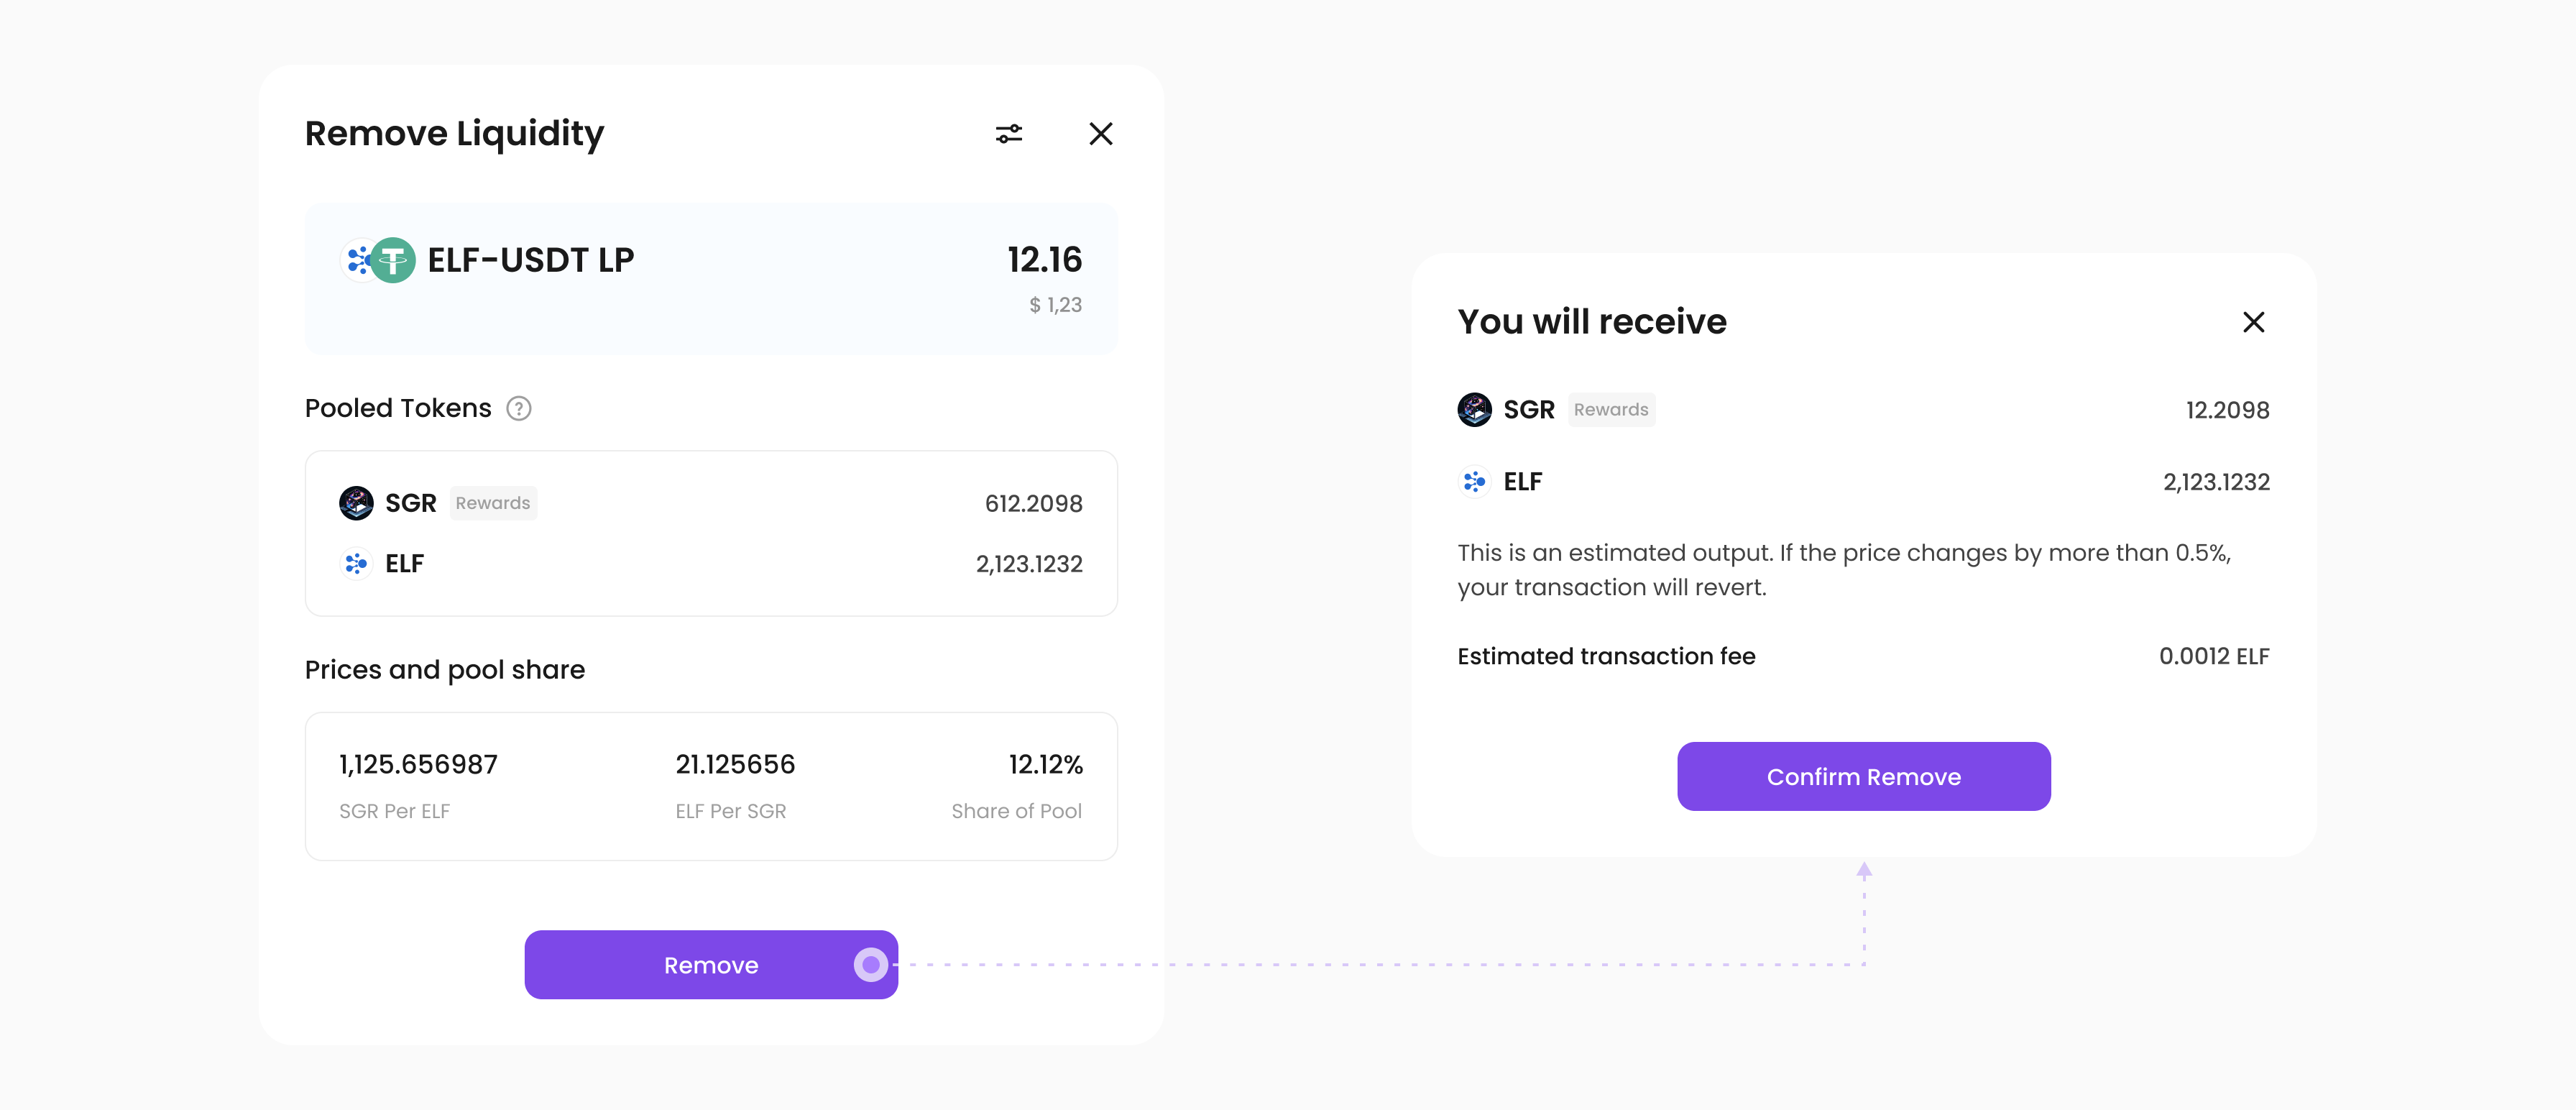 Remove Liquidity
ELF-USDT LP 12.16
$ 1,23
Pooled Tokens ?
SGR Rewards 612.2098
ELF 2,123.1232
Prices and pool share
1,125.656987 21.125656 12.12%
SGR Per ELF ELF Per SGR Share of Pool
Remove
You will receive
SGR Rewards 12.2098
ELF 2,123.1232
This is an estimated output. If the price changes by more than 0.5%,
your transaction will revert.
Estimated transaction fee 0.0012 ELF
Confirm Remove